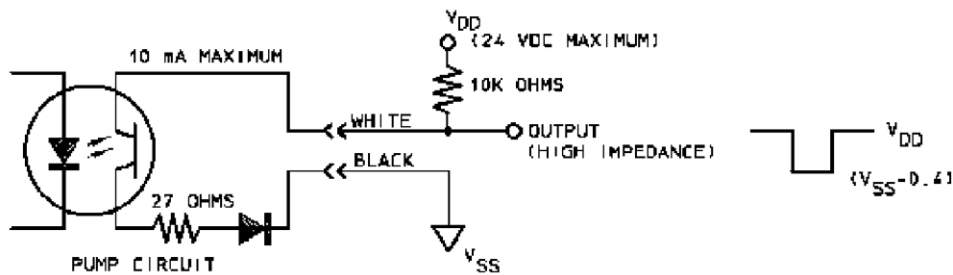 V_DD
(24 VDC MAXIMUM)
10 mA MAXIMUM
10K OHMS
WHITE
OUTPUT
(HIGH IMPEDANCE)
V_DD
BLACK
(V_SS-0.4)
27 OHMS
V_SS
PUMP CIRCUIT